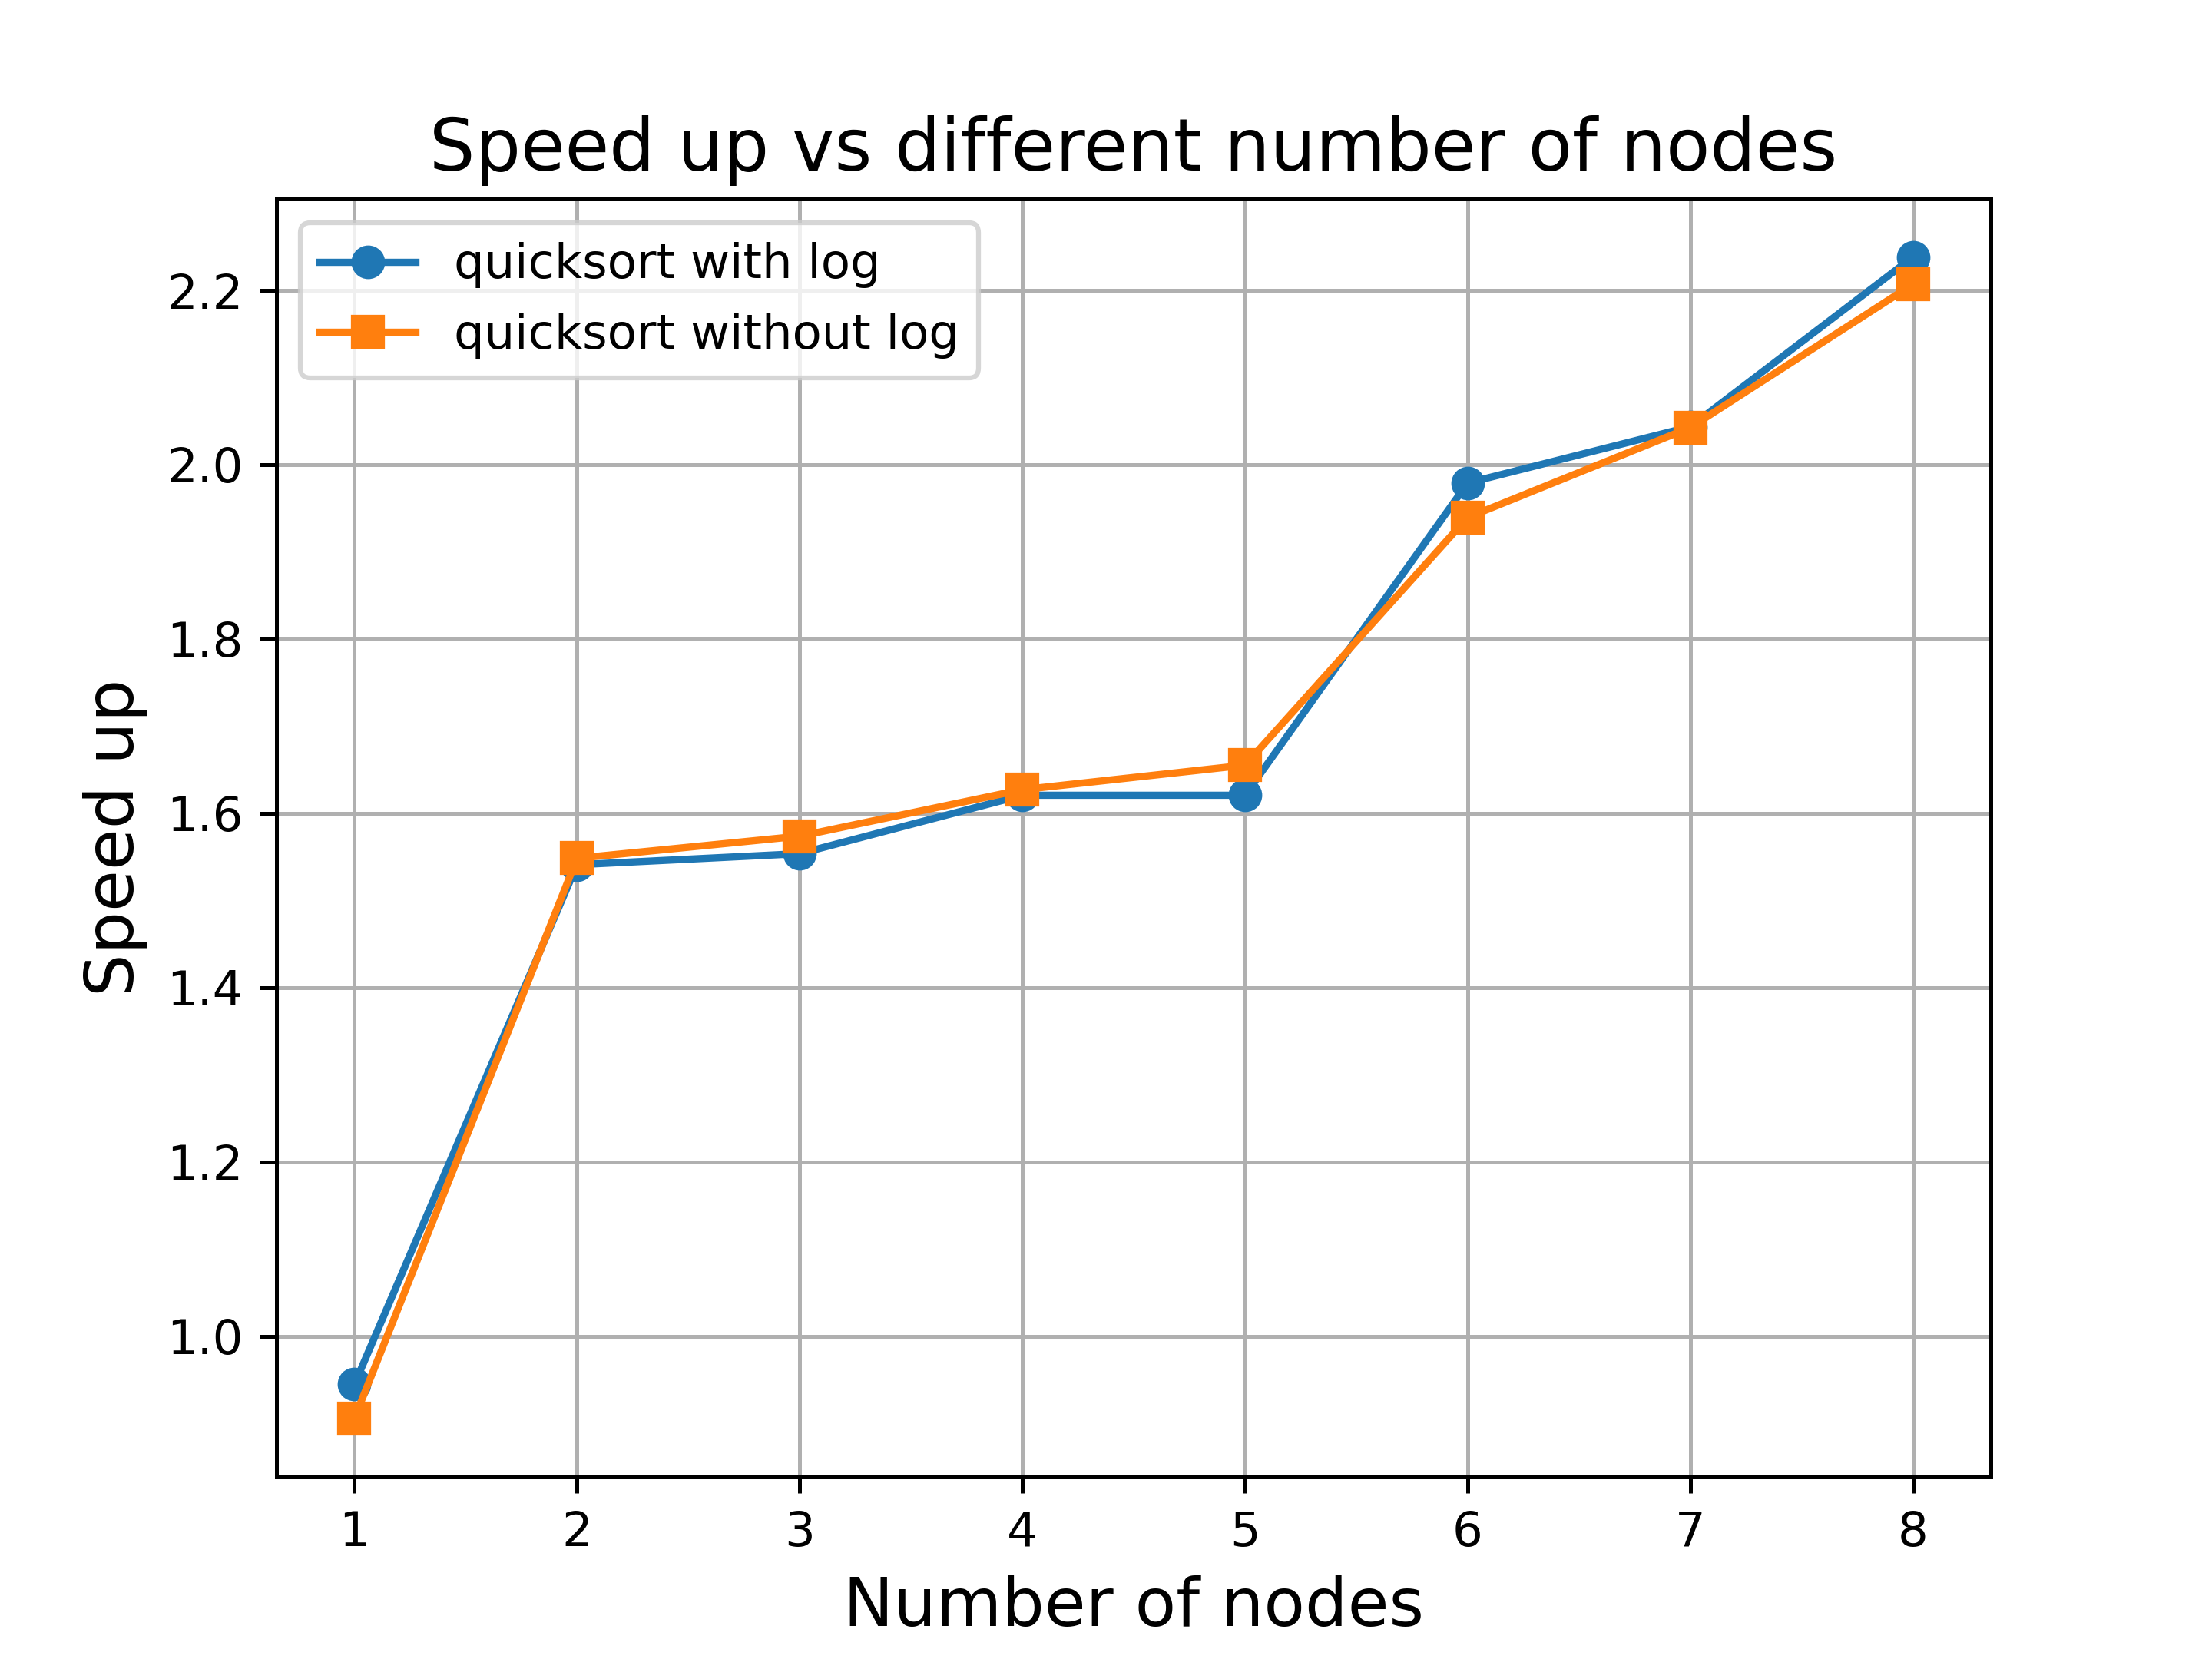 Speed up vs different number of nodes
quicksort with log
quicksort without log
2.2
2.0
1.8
1.6
1.4
1.2
1.0
Speed up
1 2 3 4 5 6 7 8
Number of nodes